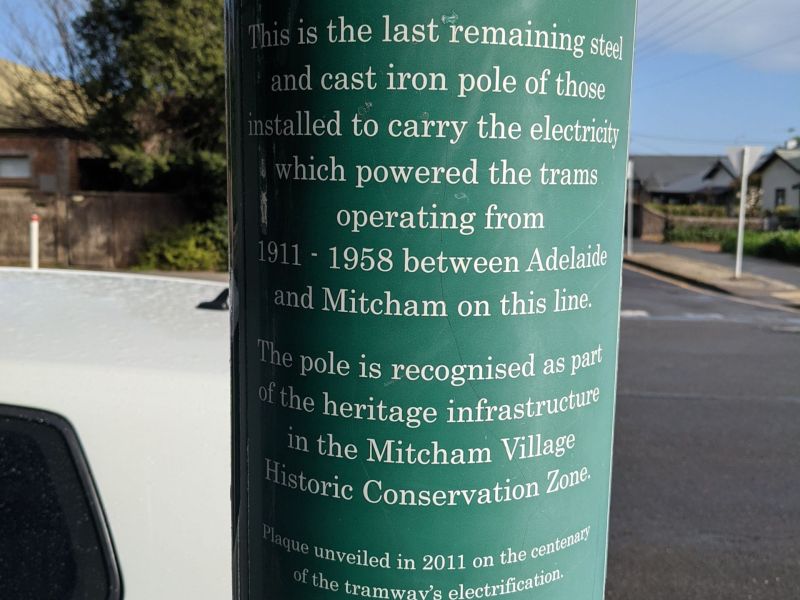 This is the last remaining steel
and cast iron pole of those
installed to carry the electricity
which powered the trams
operating from
1911 - 1958 between Adelaide
and Mitcham on this line.
The pole is recognised as part
of the heritage infrastructure
in the Mitcham Village
Historic Conservation Zone.
Plaque unveiled in 2011 on the centenary
of the tramway's electrification.